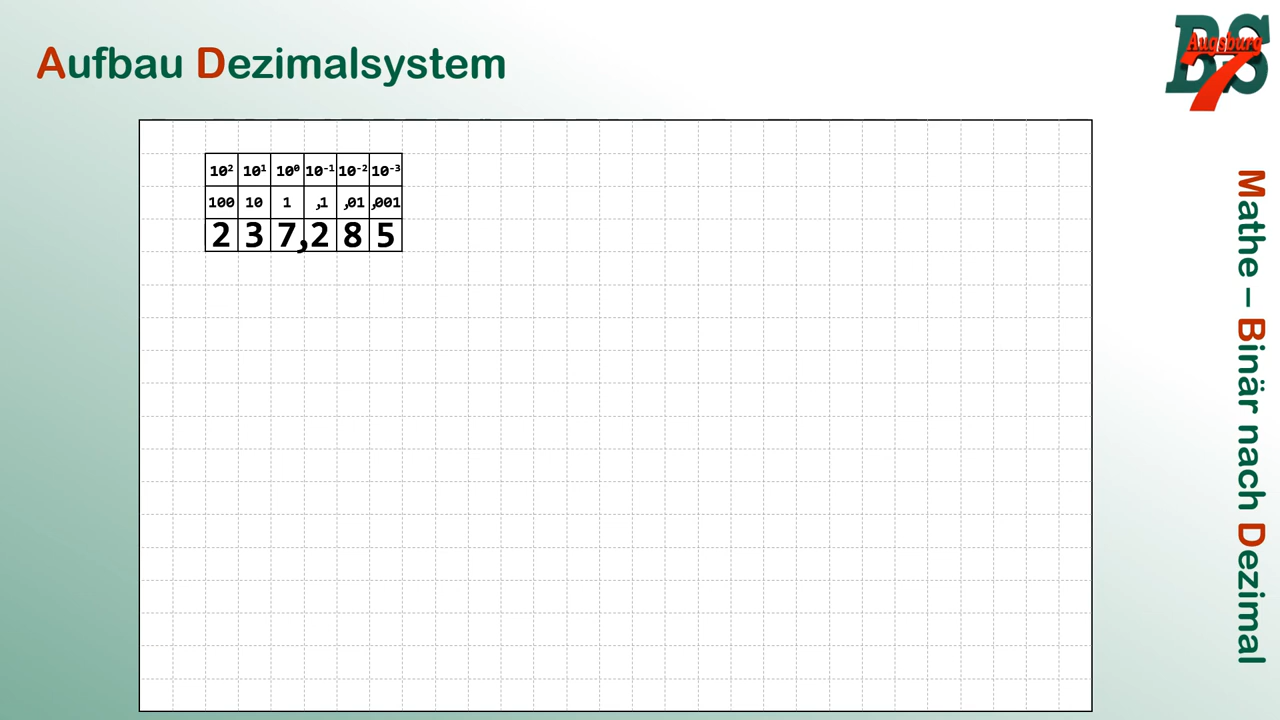 Aufbau Dezimalsystem
BS Augsburg 7
10² 10¹ 10⁰ 10⁻¹ 10⁻² 10⁻³
100 10 1 ,1 ,01 ,001
2 3 7,2 8 5
Mathe – Binär nach Dezimal